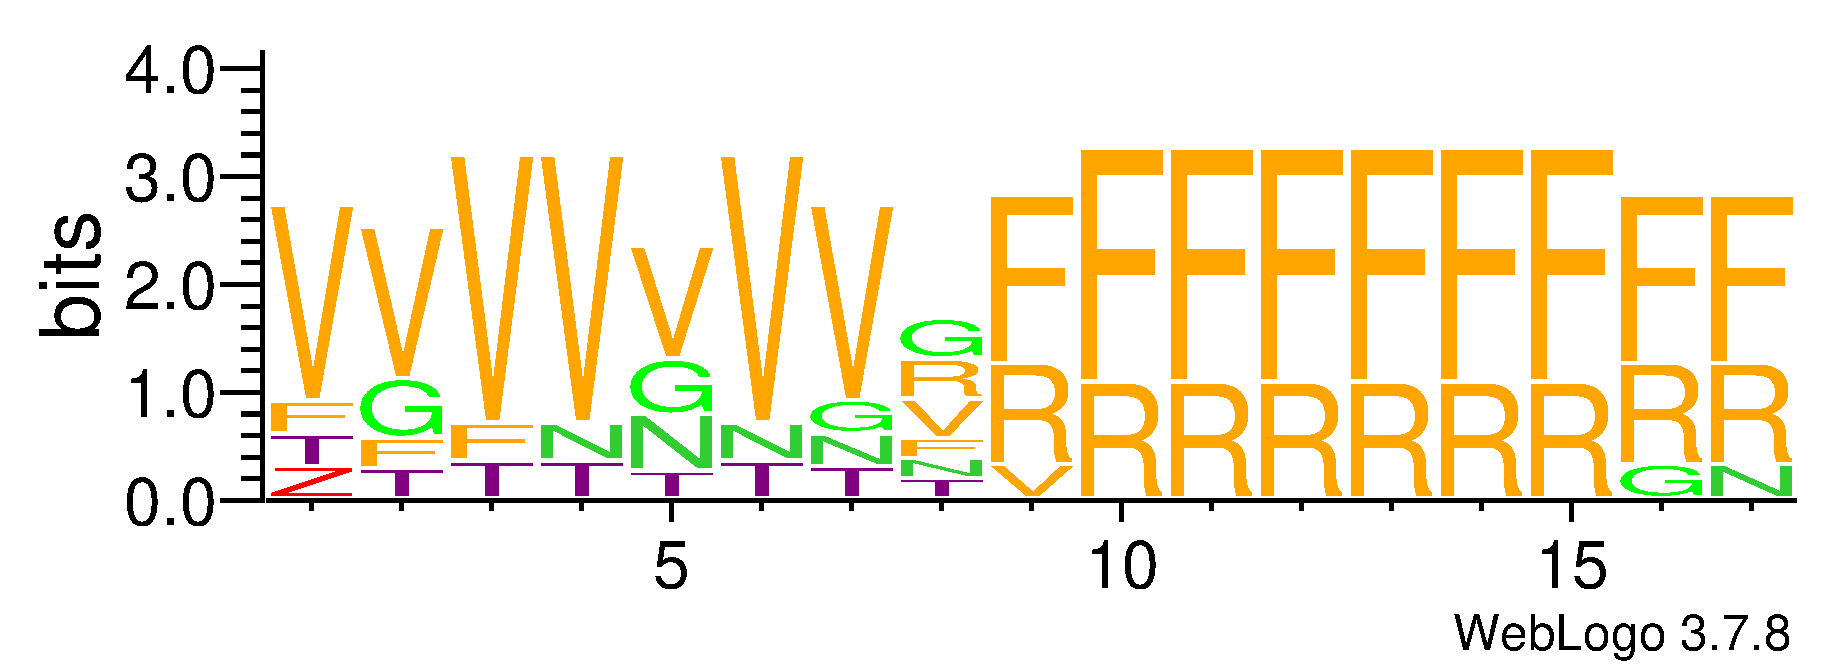 4.0
3.0
2.0
1.0
0.0
bits
V V V V V V V G F F F F F F F F F
F G F N G N G R R R R R R R R R R
T F T T N T N V V G N
Z T T T F
N
T
5 10 15
WebLogo 3.7.8